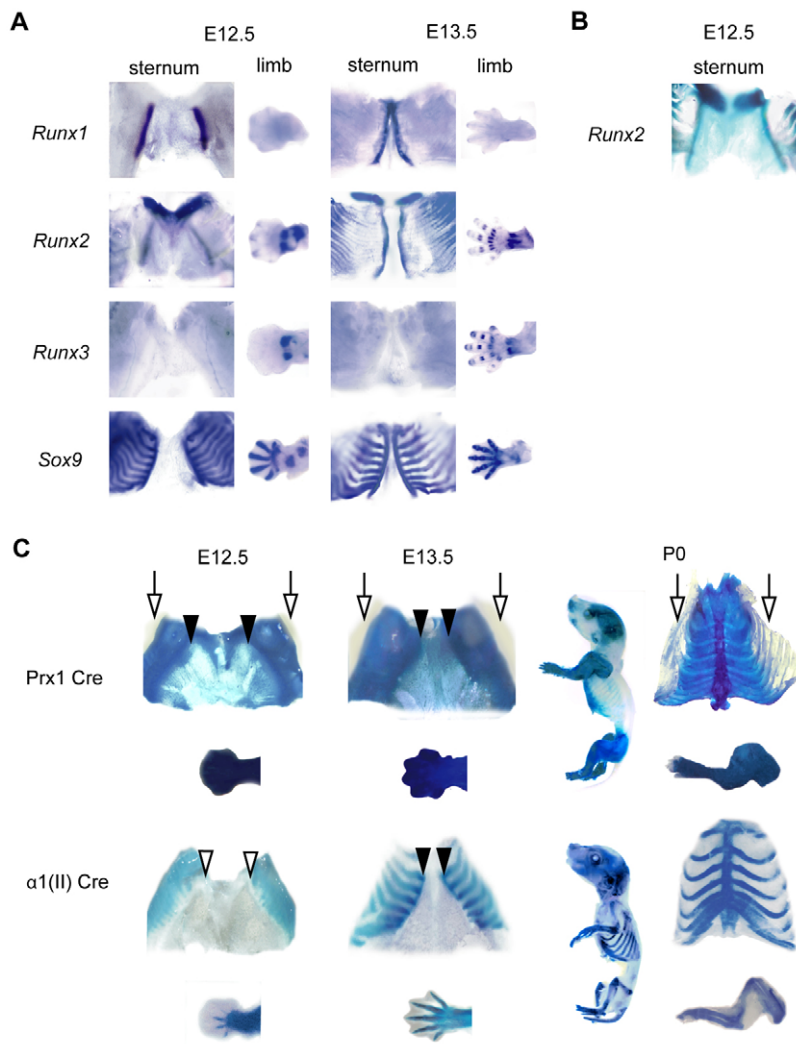 A
E12.5 E13.5
sternum limb sternum limb
Runx1
Runx2
Runx3
Sox9
B
E12.5
sternum
Runx2
C
E12.5 E13.5 P0
Prx1 Cre
α1(II) Cre